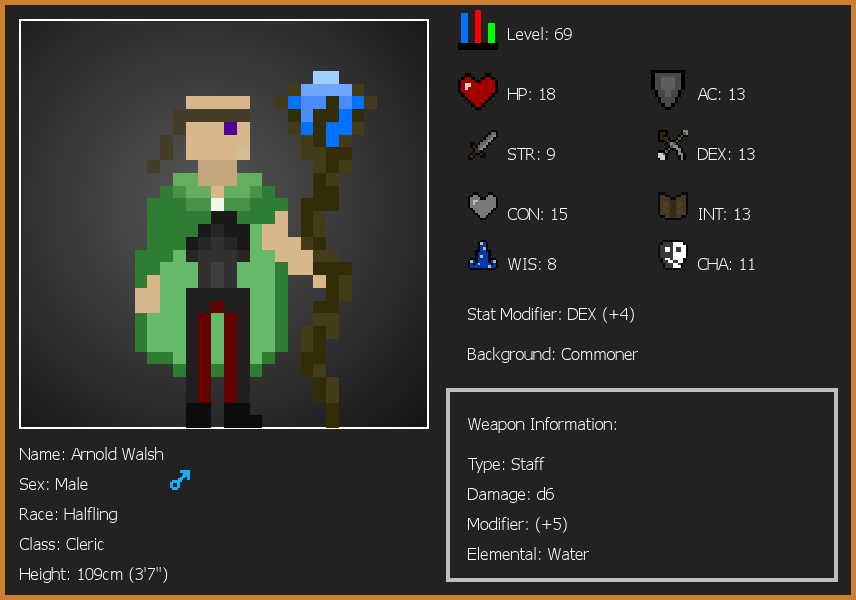 Level: 69
HP: 18
AC: 13
STR: 9
DEX: 13
CON: 15
INT: 13
WIS: 8
CHA: 11
Stat Modifier: DEX (+4)
Background: Commoner
Weapon Information:
Type: Staff
Damage: d6
Modifier: (+5)
Elemental: Water
Name: Arnold Walsh
Sex: Male
Race: Halfling
Class: Cleric
Height: 109cm (3'7")